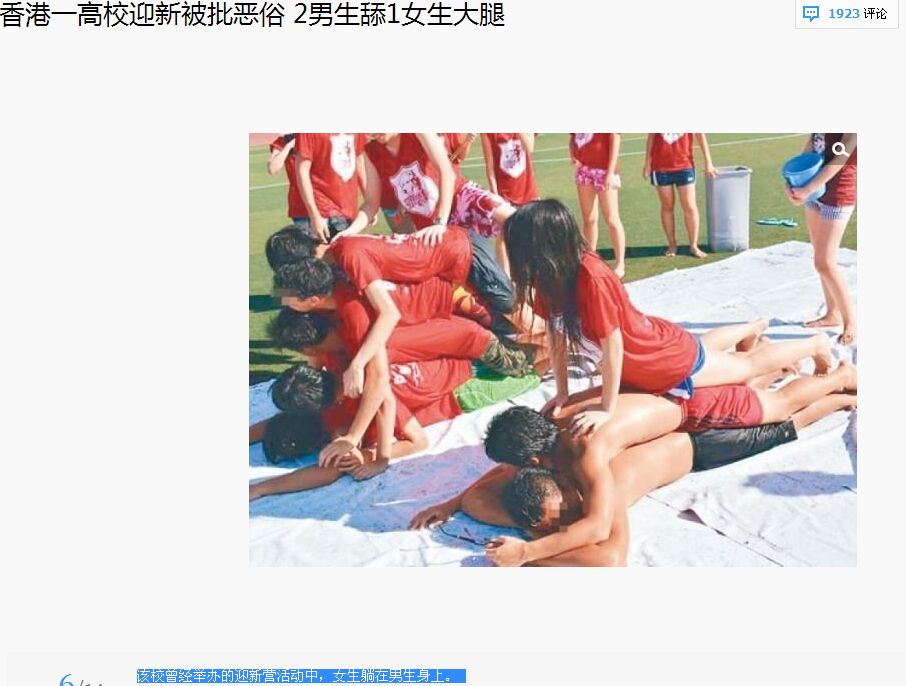 香港一高校迎新被批恶俗 2男生舔1女生大腿
1923 评论
6/
该校曾经举办的迎新营活动中，女生躺在男生身上。